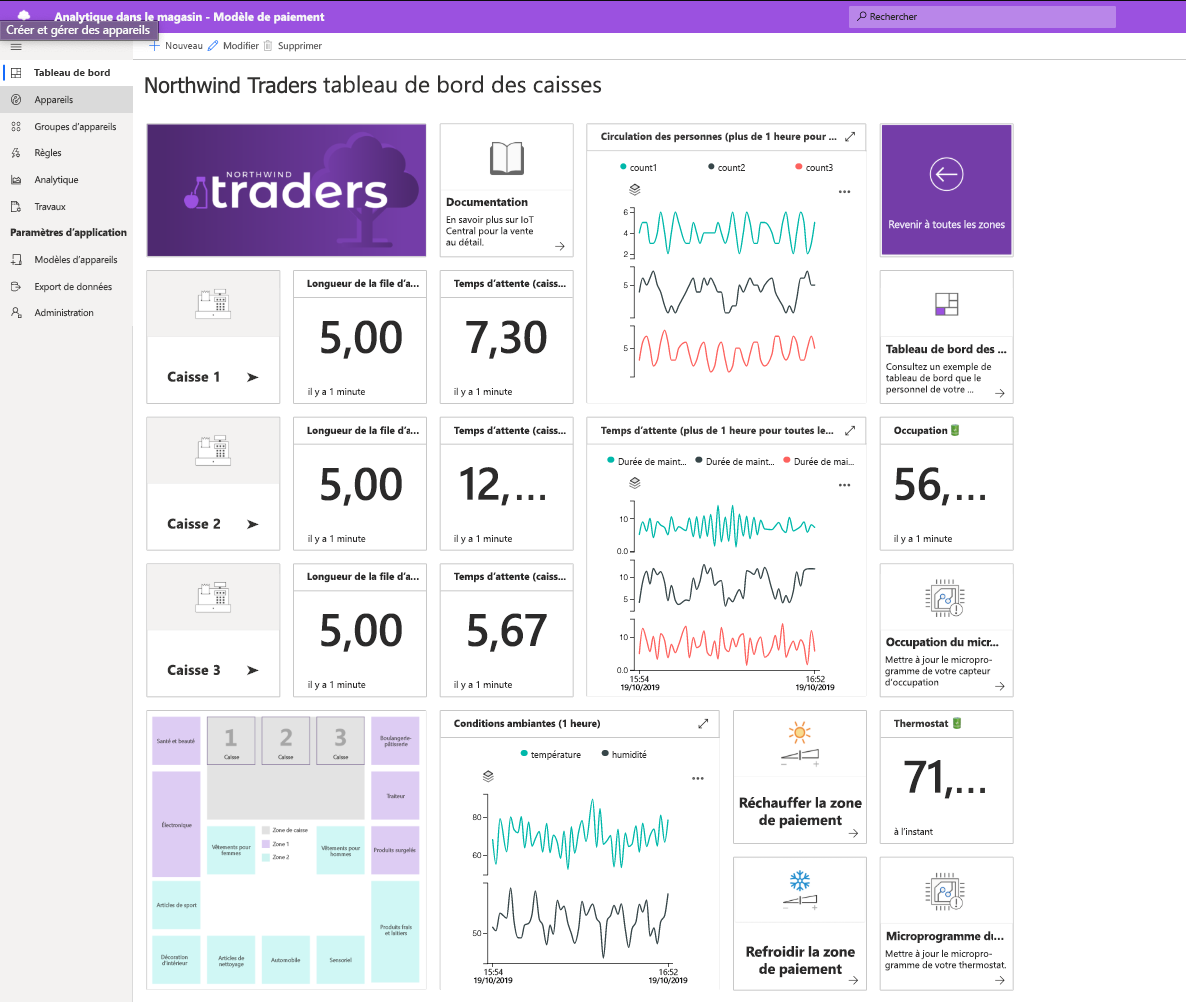 Analytique dans le magasin - Modèle de paiement
Rechercher
Créer et gérer des appareils
Nouveau
Modifier
Supprimer
Tableau de bord
Appareils
Groupes d'appareils
Règles
Analytique
Travaux
Paramètres d'application
Modèles d'appareils
Export de données
Administration
Northwind Traders tableau de bord des caisses
NORTHWIND
traders
Documentation
En savoir plus sur IoT
Central pour la vente
au détail.
Circulation des personnes (plus de 1 heure pour ...
count1
count2
count3
6
4
2
5
5
Revenir à toutes les zones
Caisse 1
Longueur de la file d'a...
5,00
il y a 1 minute
Temps d'attente (caiss...
7,30
il y a 1 minute
Tableau de bord des ...
Consultez un exemple de
tableau de bord que le
personnel de votre ...
Caisse 2
Longueur de la file d'a...
5,00
il y a 1 minute
Temps d'attente (caiss...
12,...
il y a 1 minute
Temps d'attente (plus de 1 heure pour toutes le...
Durée de maint...
Durée de maint...
Durée de mai...
10
0.0
10
5
10
0.0
15:54
19/10/2019
16:52
19/10/2019
Occupation
56,...
il y a 1 minute
Caisse 3
Longueur de la file d'a...
5,00
il y a 1 minute
Temps d'attente (caiss...
5,67
il y a 1 minute
Occupation du micr...
Mettre à jour le micropro-
gramme de votre capteur
d'occupation
Santé et beauté
1
Caisse
2
Caisse
3
Caisse
Boulangerie-
pâtisserie
Électronique
Traiteur
Vêtements pour
femmes
Zone de caisse
Zone 1
Zone 2
Vêtements pour
hommes
Produits surgelés
Articles de sport
Produits frais
et laitiers
Décoration
d'intérieur
Articles de
nettoyage
Automobile
Sensoriel
Conditions ambiantes (1 heure)
température
humidité
80
60
50
15:54
19/10/2019
16:52
19/10/2019
Réchauffer la zone
de paiement
Thermostat
71,...
à l'instant
Refroidir la zone
de paiement
Microprogramme du...
Mettre à jour le micropro-
gramme de votre thermostat.